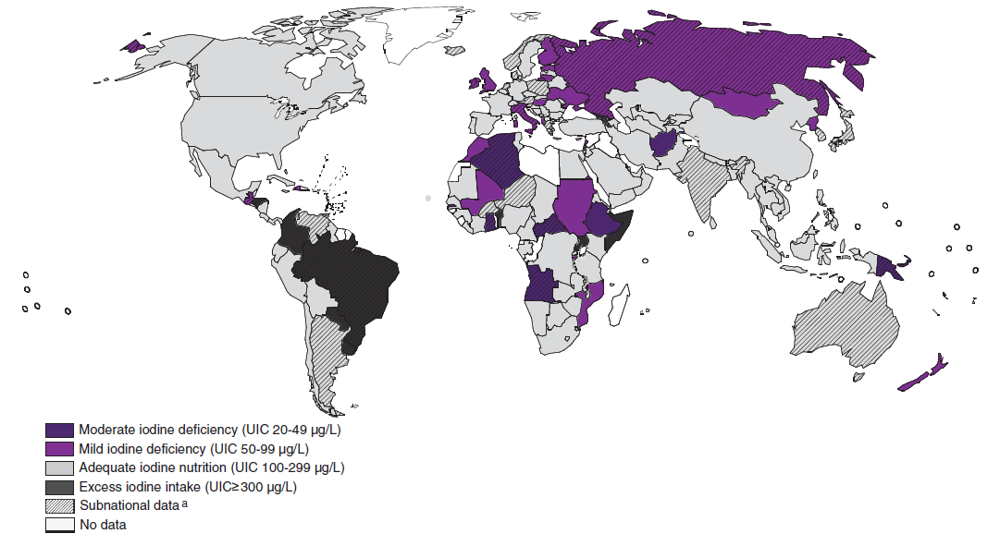 Moderate iodine deficiency (UIC 20-49 µg/L)
Mild iodine deficiency (UIC 50-99 µg/L)
Adequate iodine nutrition (UIC 100-299 µg/L)
Excess iodine intake (UIC≥300 µg/L)
Subnational data a
No data